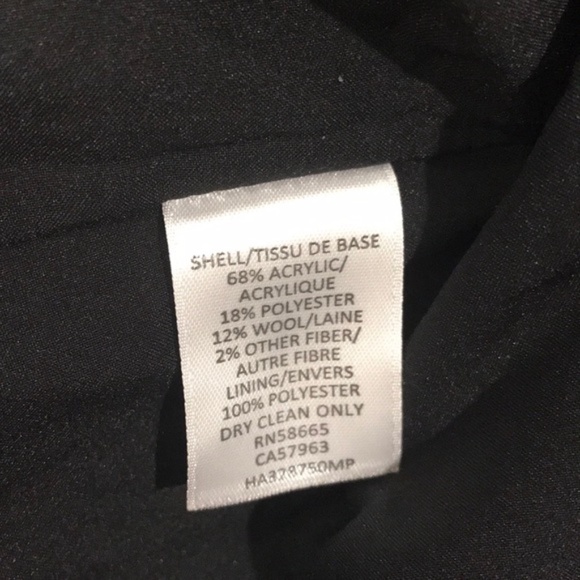 SHELL/TISSU DE BASE
68% ACRYLIC/
ACRYLIQUE
18% POLYESTER
12% WOOL/LAINE
2% OTHER FIBER/
AUTRE FIBRE
LINING/ENVERS
100% POLYESTER
DRY CLEAN ONLY
RN58665
CA57963
HA328750MP